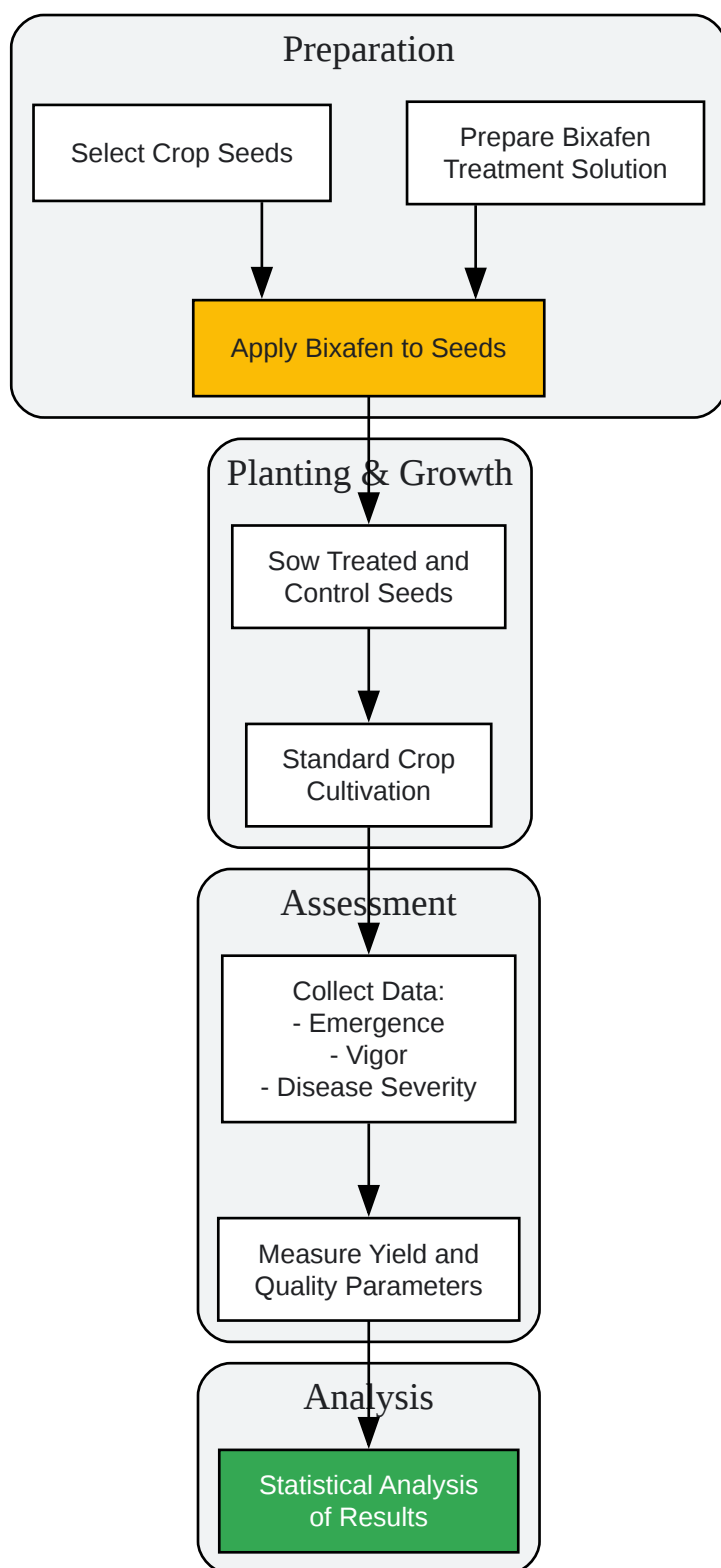 Preparation
Select Crop Seeds
Prepare Bixafen
Treatment Solution
Apply Bixafen to Seeds
Planting & Growth
Sow Treated and
Control Seeds
Standard Crop
Cultivation
Assessment
Collect Data:
- Emergence
- Vigor
- Disease Severity
Measure Yield and
Quality Parameters
Analysis
Statistical Analysis
of Results